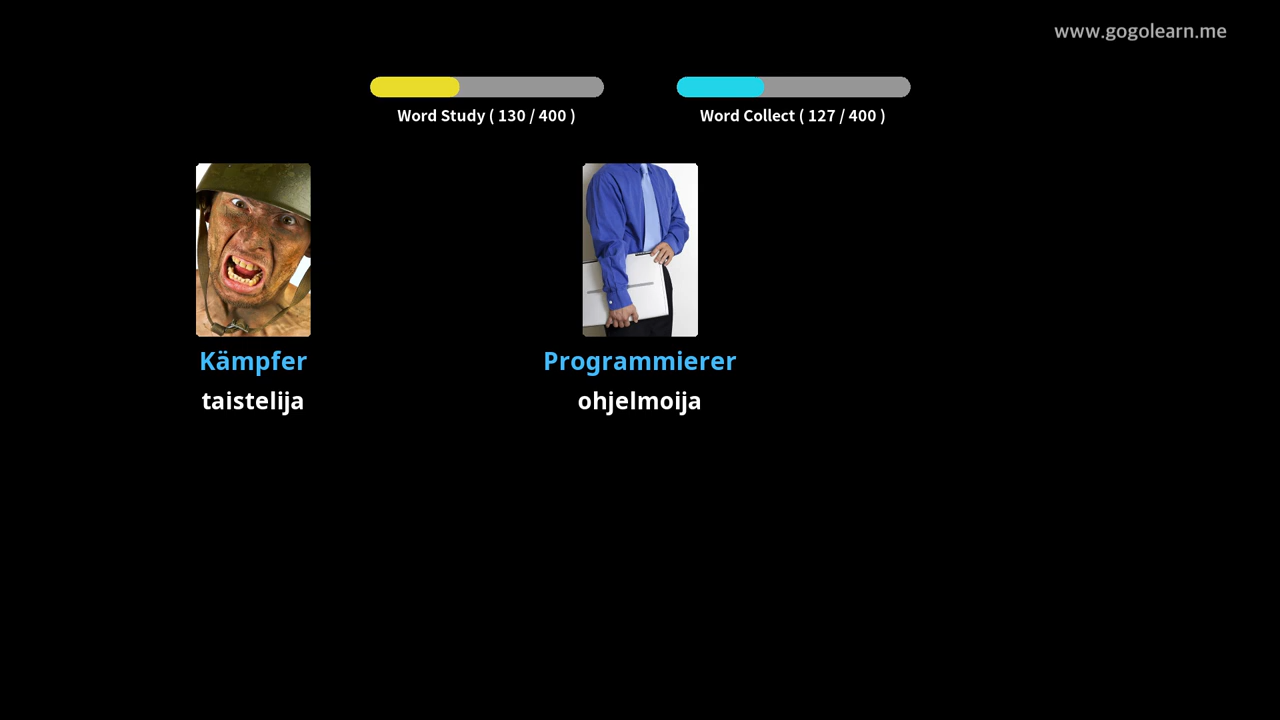 www.gogolearn.me
Word Study ( 130 / 400 )
Word Collect ( 127 / 400 )
Kämpfer
taistelija
Programmierer
ohjelmoija